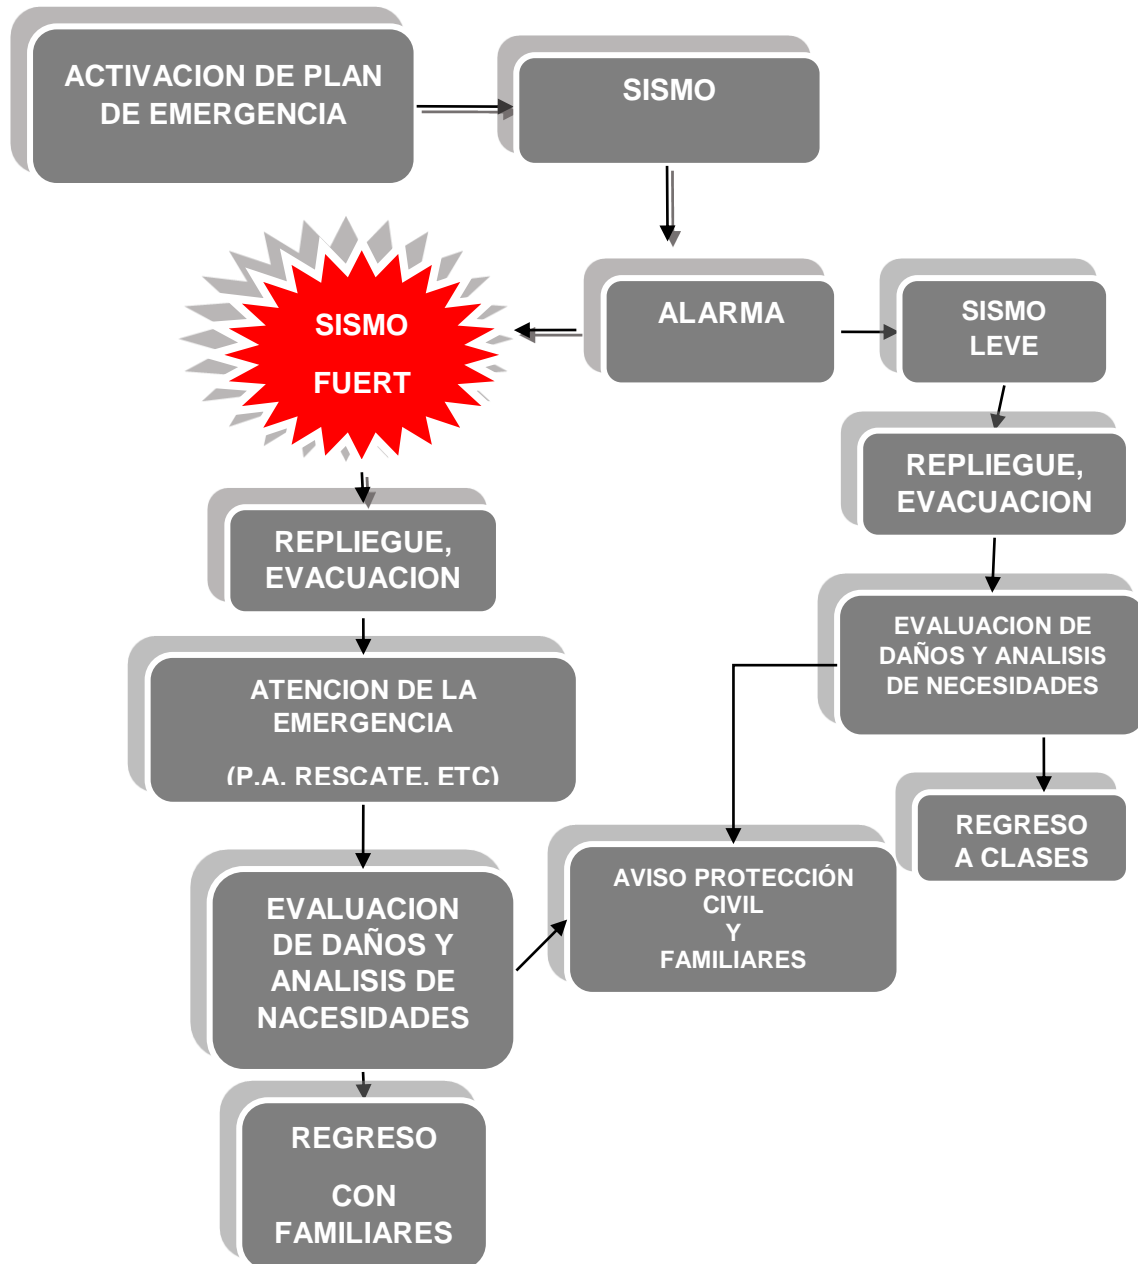 ACTIVACION DE PLAN
DE EMERGENCIA
SISMO
SISMO
FUERT
ALARMA
SISMO
LEVE
REPLIEGUE,
EVACUACION
REPLIEGUE,
EVACUACION
EVALUACION DE
DAÑOS Y ANALISIS
DE NECESIDADES
ATENCION DE LA
EMERGENCIA
(P.A. RESCATE. ETC)
REGRESO
A CLASES
AVISO PROTECCIÓN
CIVIL
Y
FAMILIARES
EVALUACION
DE DAÑOS Y
ANALISIS DE
NACESIDADES
REGRESO
CON
FAMILIARES